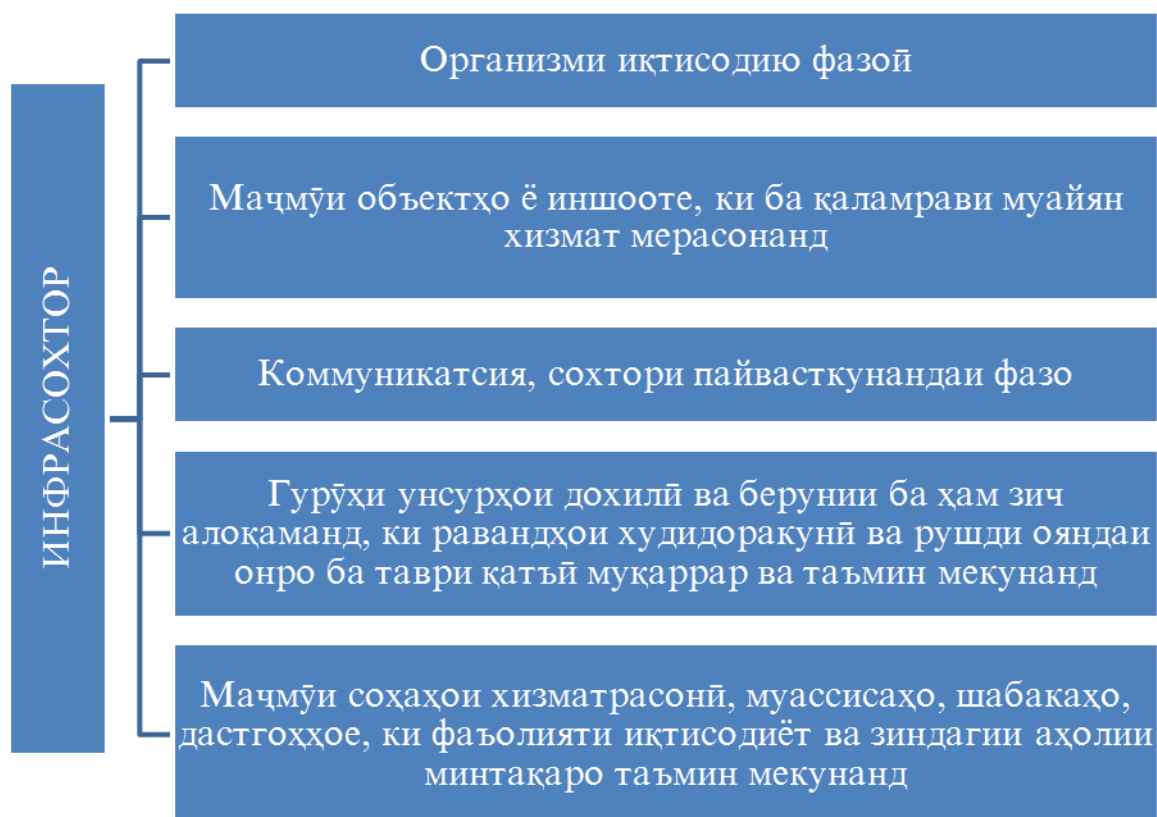 ИНФРАСОХТОР
Организми иқтисодию фазоӣ
Маҷмӯи объектҳо ё иншооте, ки ба қаламрави муайян
хизмат мерасонанд
Коммуникатсия, сохтори пайвасткунандаи фазо
Гурӯҳи унсурҳои дохилӣ ва берунии ба ҳам зич
алоқаманд, ки равандҳои худидоракунӣ ва рушди ояндаи
онро ба таври қатъӣ муқаррар ва таъмин мекунанд
Маҷмӯи соҳаҳои хизматрасонӣ, муассисаҳо, шабакаҳо,
дастгоҳҳое, ки фаъолияти иқтисодиёт ва зиндагии аҳолии
минтақаро таъмин мекунанд